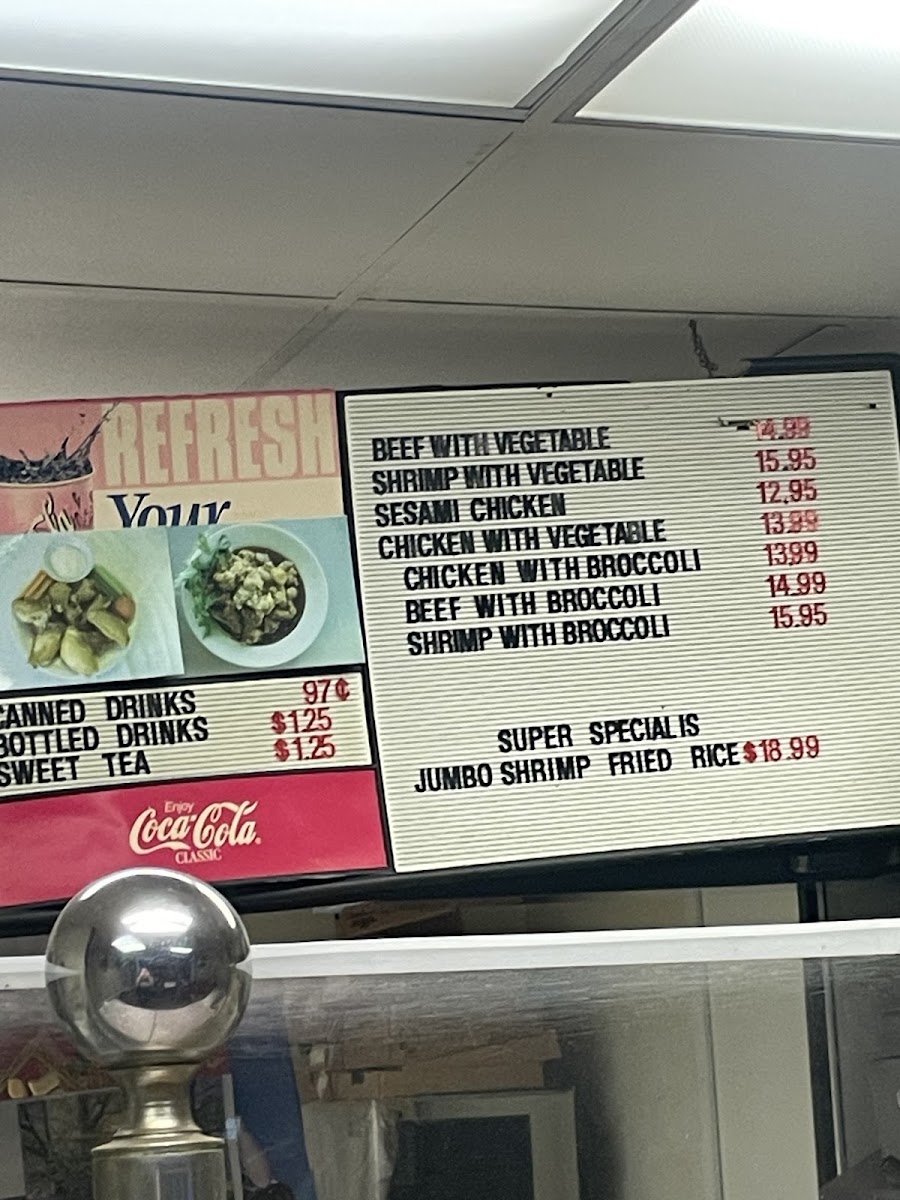 REFRESH
Your
CANNED DRINKS 97¢
BOTTLED DRINKS $1.25
SWEET TEA $1.25
Enjoy
Coca-Cola
CLASSIC
BEEF WITH VEGETABLE 14.99
SHRIMP WITH VEGETABLE 15.95
SESAMI CHICKEN 12.95
CHICKEN WITH VEGETABLE 13.99
CHICKEN WITH BROCCOLI 13.99
BEEF WITH BROCCOLI 14.99
SHRIMP WITH BROCCOLI 15.95
SUPER SPECIAL IS
JUMBO SHRIMP FRIED RICE $18.99